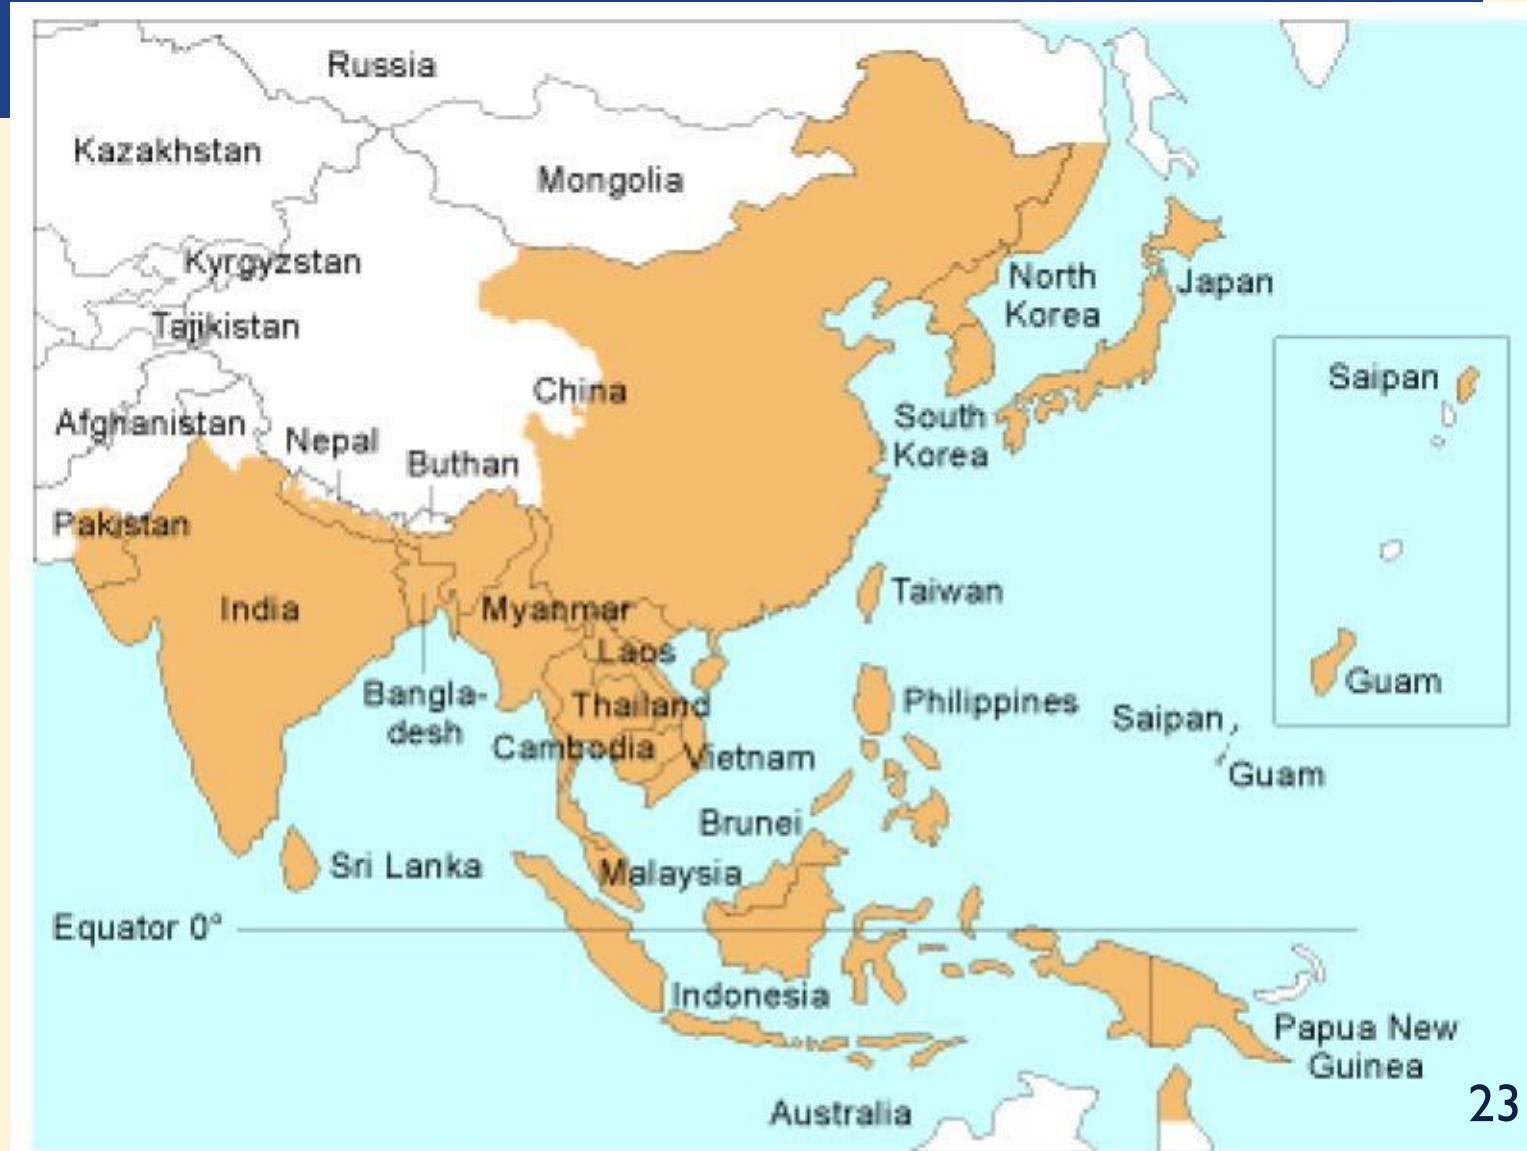 Russia
Kazakhstan
Mongolia
Kyrgyzstan
North
Korea
Japan
Tajikistan
Saipan
China
Afghanistan
South
Korea
Nepal
Buthan
Pakistan
Taiwan
India
Myanmar
Laos
Guam
Bangla-
desh
Thailand
Philippines
Saipan
Cambodia
Vietnam
Guam
Brunei
Sri Lanka
Malaysia
Equator 0°
Indonesia
Papua New
Guinea
Australia
23